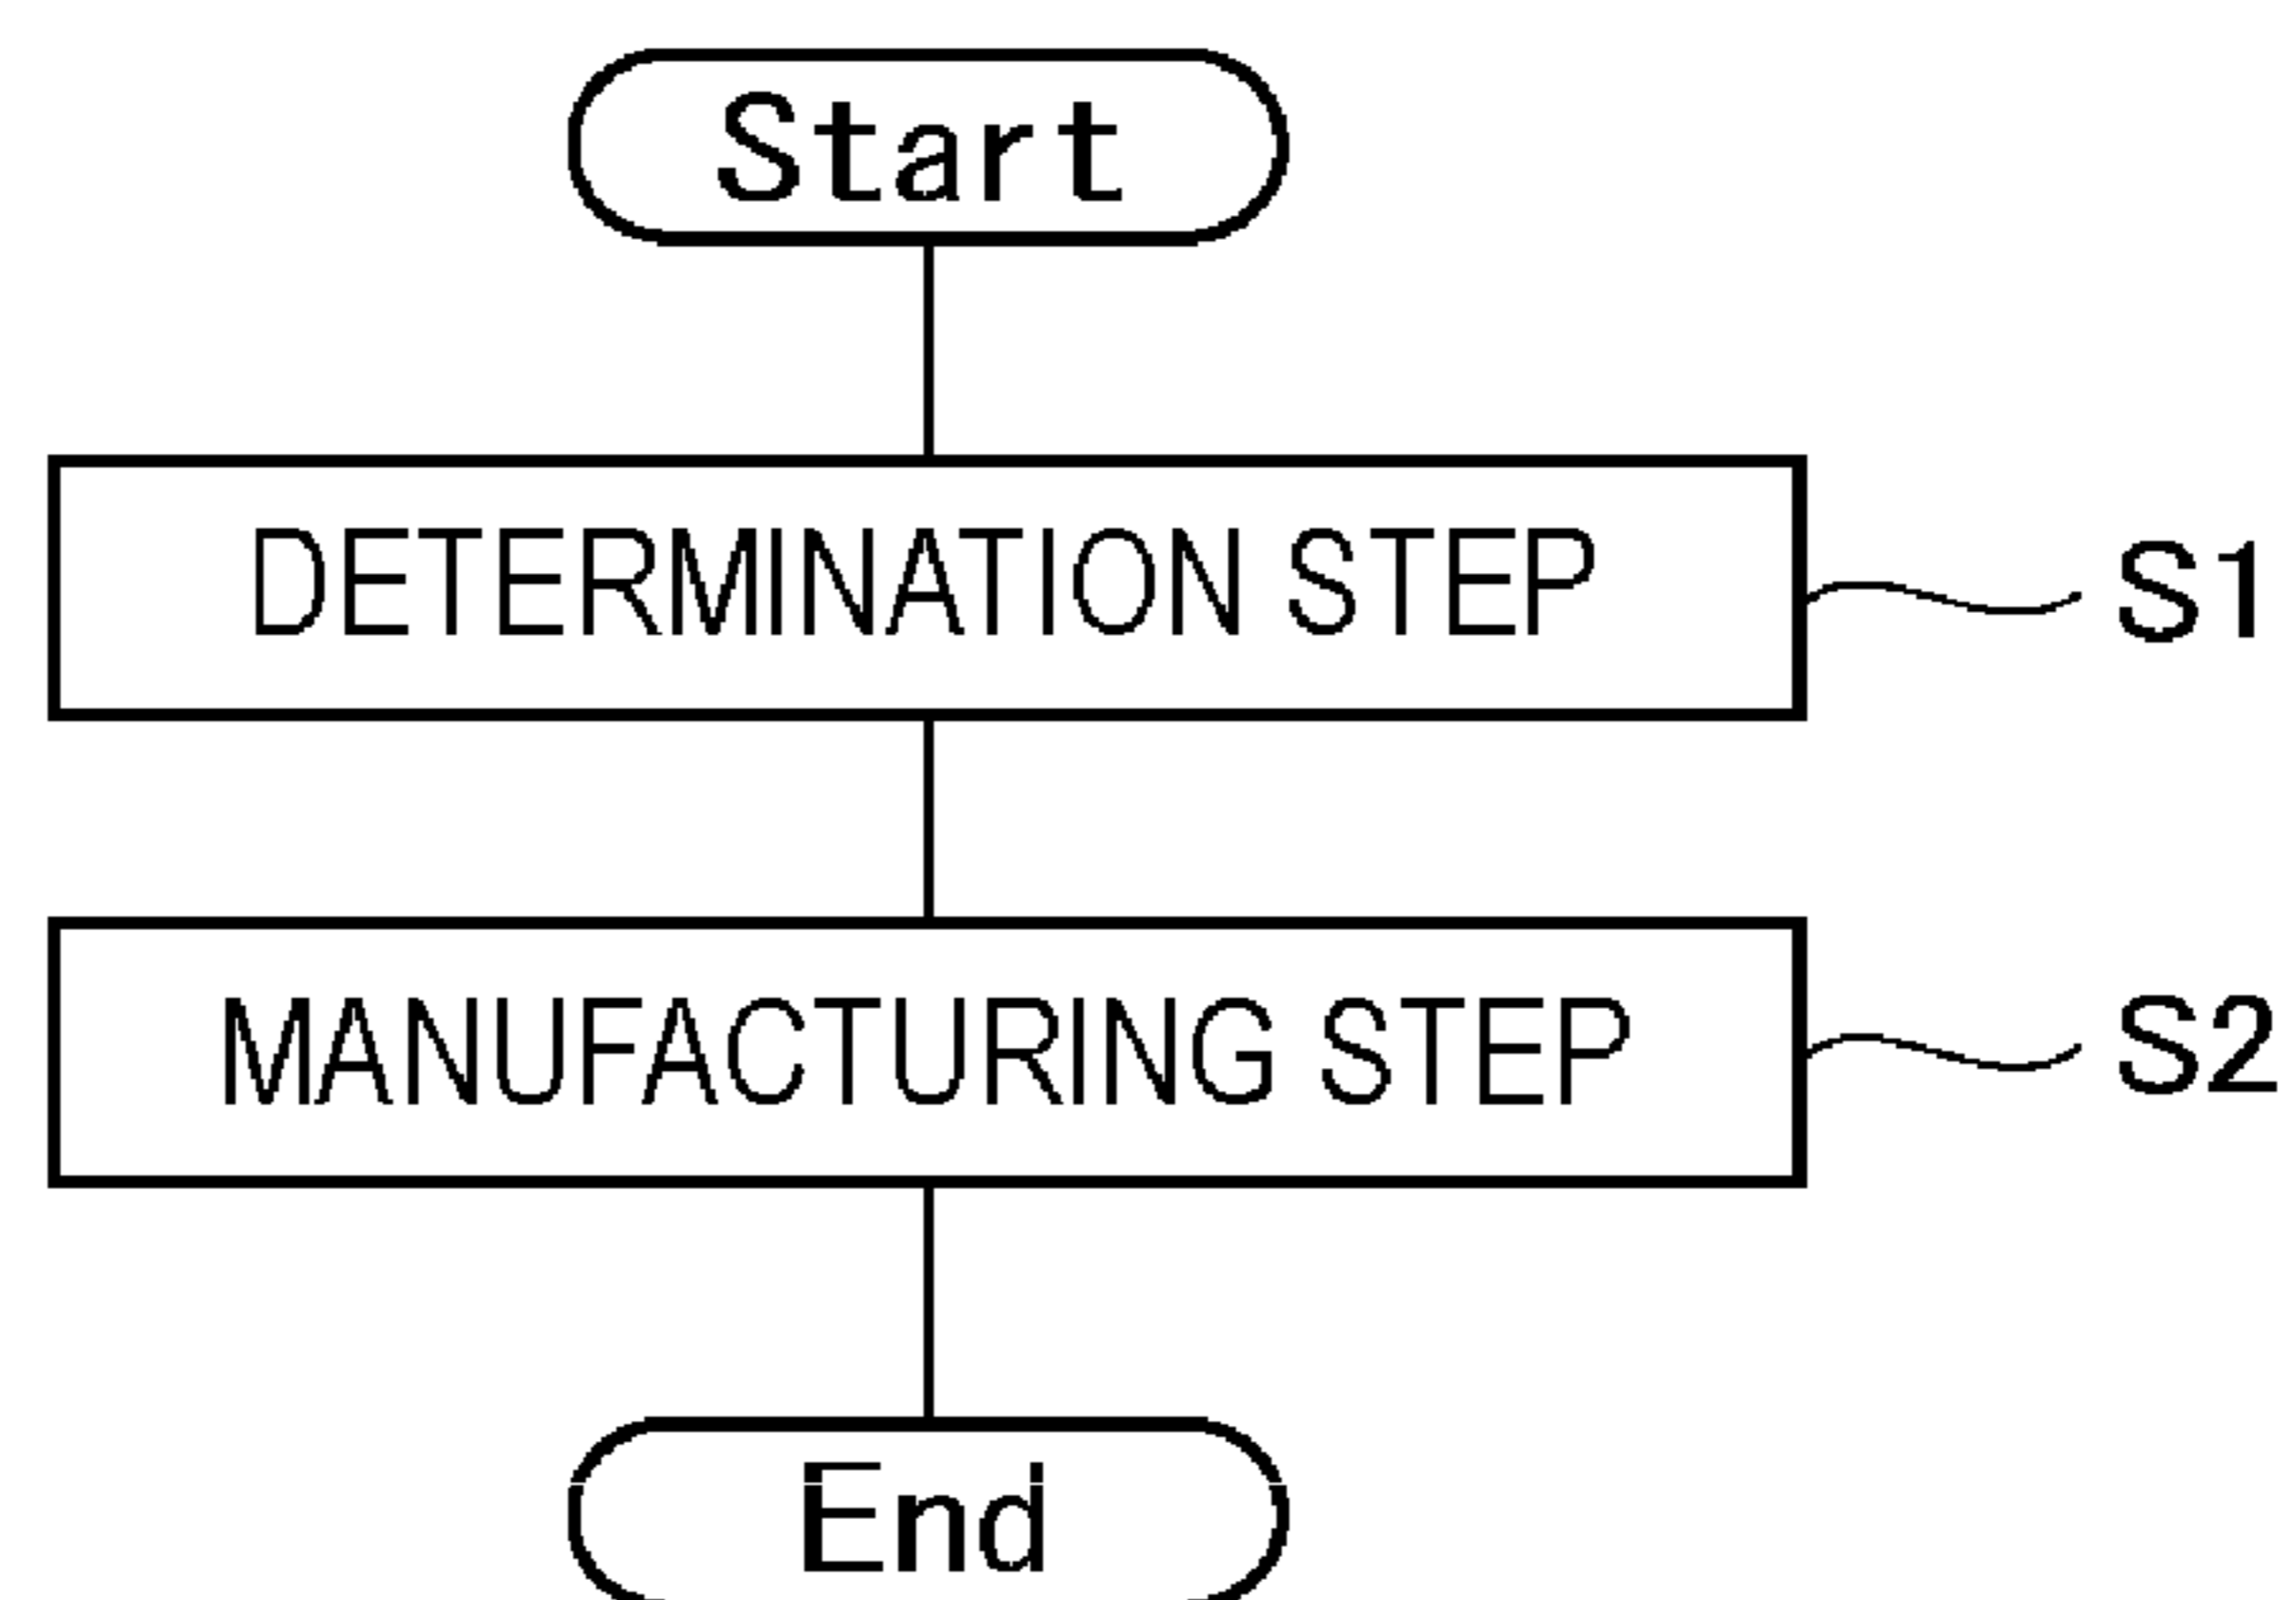 Start
DETERMINATION STEP
S1
MANUFACTURING STEP
S2
End